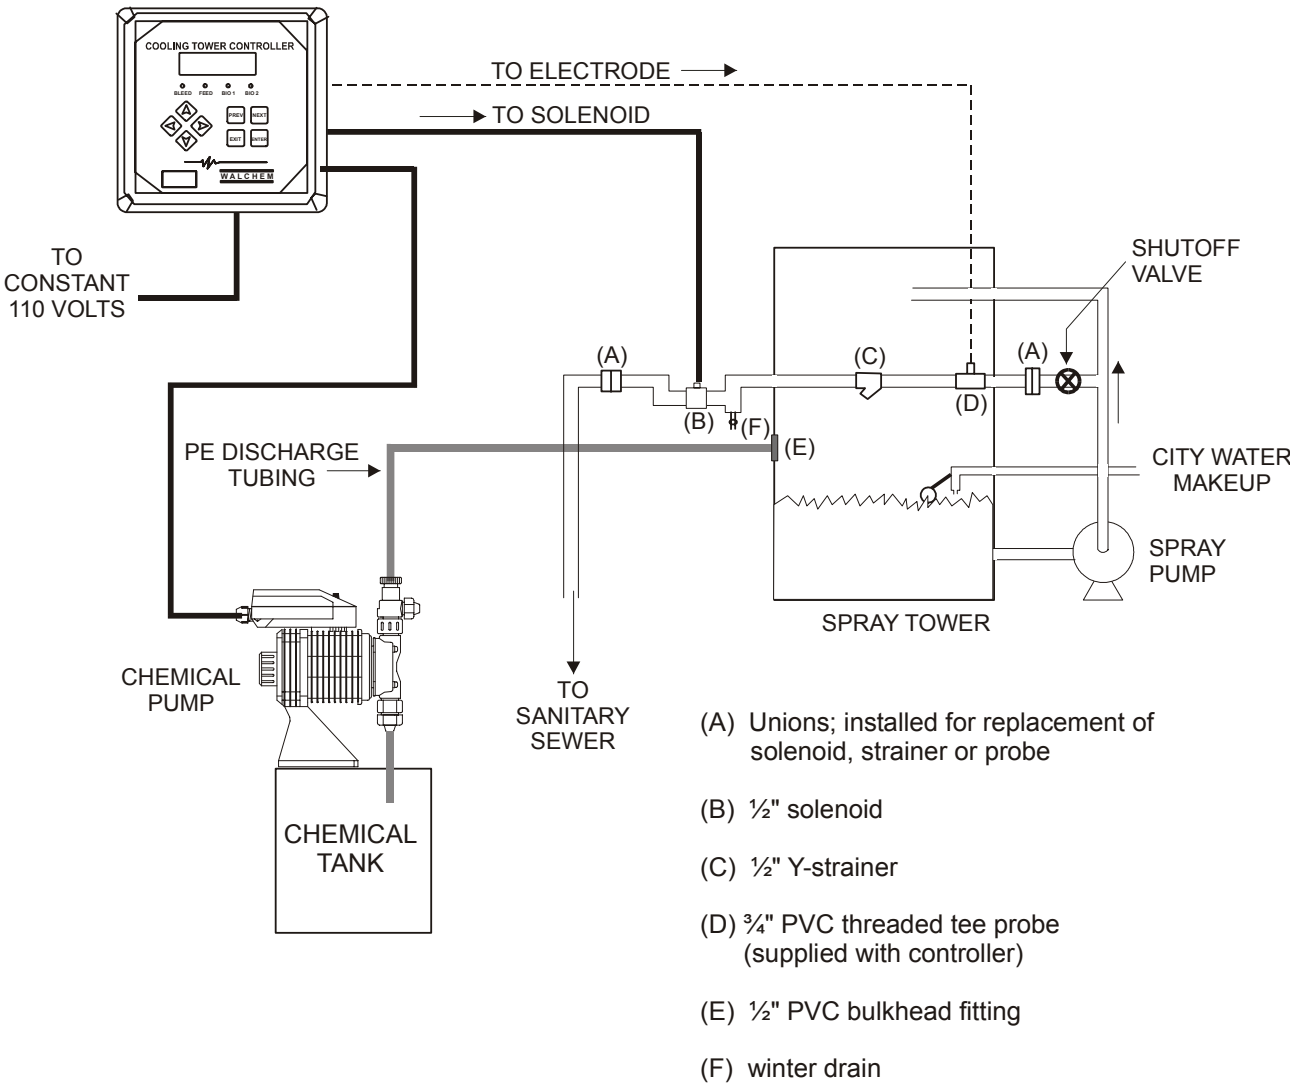 COOLING TOWER CONTROLLER
BLEED FEED BIO 1 BIO 2
PREV NEXT
EXIT ENTER
WALCHEM
TO ELECTRODE
TO SOLENOID
TO
CONSTANT
110 VOLTS
SHUTOFF
VALVE
(A)
(B)
(F)
(C)
(D)
(A)
(E)
PE DISCHARGE
TUBING
CITY WATER
MAKEUP
SPRAY
PUMP
SPRAY TOWER
CHEMICAL
PUMP
TO
SANITARY
SEWER
CHEMICAL
TANK
(A) Unions; installed for replacement of
solenoid, strainer or probe
(B) ½" solenoid
(C) ½" Y-strainer
(D) ¾" PVC threaded tee probe
(supplied with controller)
(E) ½" PVC bulkhead fitting
(F) winter drain